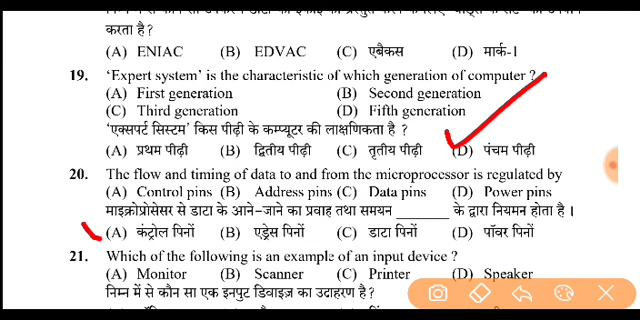 करता है?
(A) ENIAC (B) EDVAC (C) एबैकस (D) मार्क-I
19. 'Expert system' is the characteristic of which generation of computer ?
(A) First generation (B) Second generation
(C) Third generation (D) Fifth generation
'एक्सपर्ट सिस्टम' किस पीढ़ी के कम्प्यूटर की लाक्षणिकता है ?
(A) प्रथम पीढ़ी (B) द्वितीय पीढ़ी (C) तृतीय पीढ़ी (D) पंचम पीढ़ी
20. The flow and timing of data to and from the microprocessor is regulated by
(A) Control pins (B) Address pins (C) Data pins (D) Power pins
माइक्रोप्रोसेसर से डाटा के आने-जाने का प्रवाह तथा समयन ________ के द्वारा नियमन होता है ।
(A) कंट्रोल पिनों (B) एड्रेस पिनों (C) डाटा पिनों (D) पॉवर पिनों
21. Which of the following is an example of an input device ?
(A) Monitor (B) Scanner (C) Printer (D) Speaker
निम्न में से कौन सा एक इनपुट डिवाइज़ का उदाहरण है ?